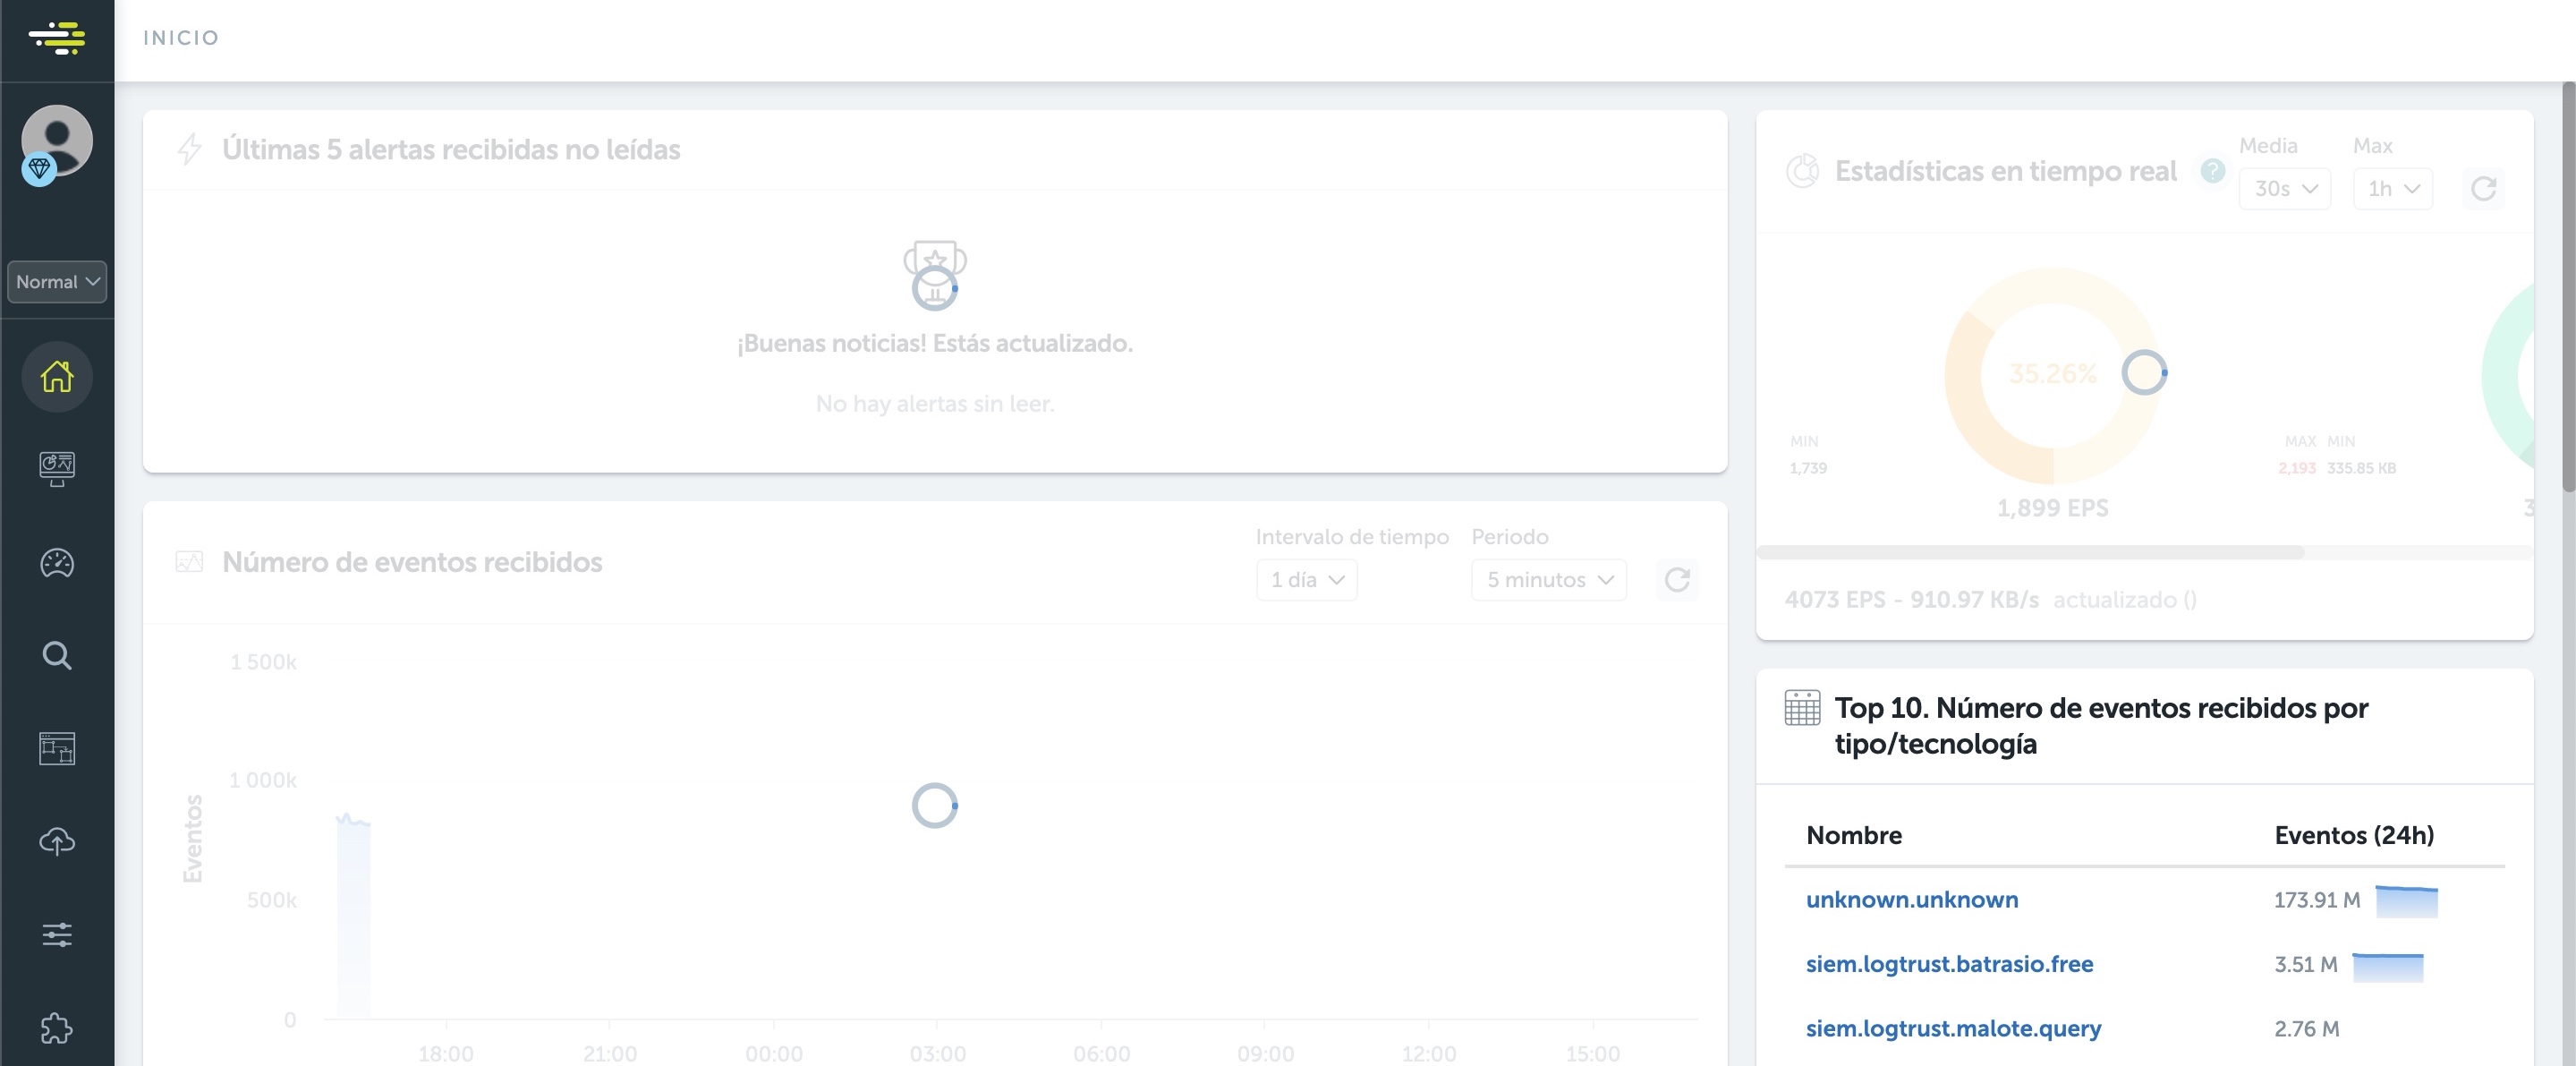 INICIO
Normal
Últimas 5 alertas recibidas no leídas
¡Buenas noticias! Estás actualizado.
No hay alertas sin leer.
Número de eventos recibidos
Intervalo de tiempo
1 día
Periodo
5 minutos
Eventos
1 500k
1 000k
500k
0
18:00 21:00 00:00 03:00 06:00 09:00 12:00 15:00
Estadísticas en tiempo real ?
Media
30s
Max
1h
35.26%
MIN
1,739
MAX
2,193
1,899 EPS
MIN
335.85 KB
4073 EPS - 910.97 KB/s actualizado ()
Top 10. Número de eventos recibidos por
tipo/tecnología
Nombre Eventos (24h)
unknown.unknown 173.91 M
siem.logtrust.batrasio.free 3.51 M
siem.logtrust.malote.query 2.76 M